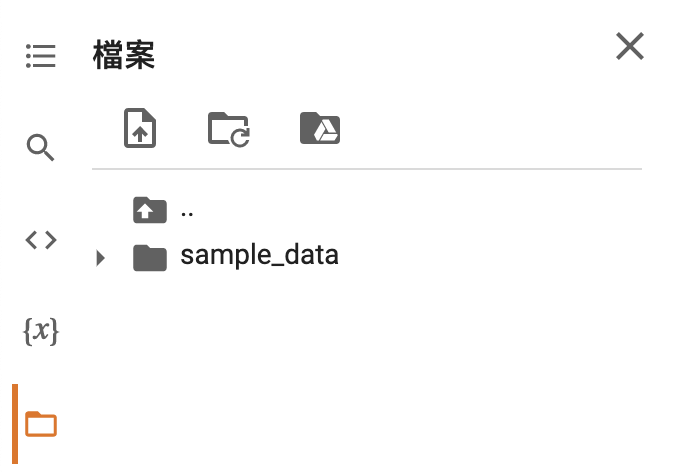 檔案
..
sample_data
{x}